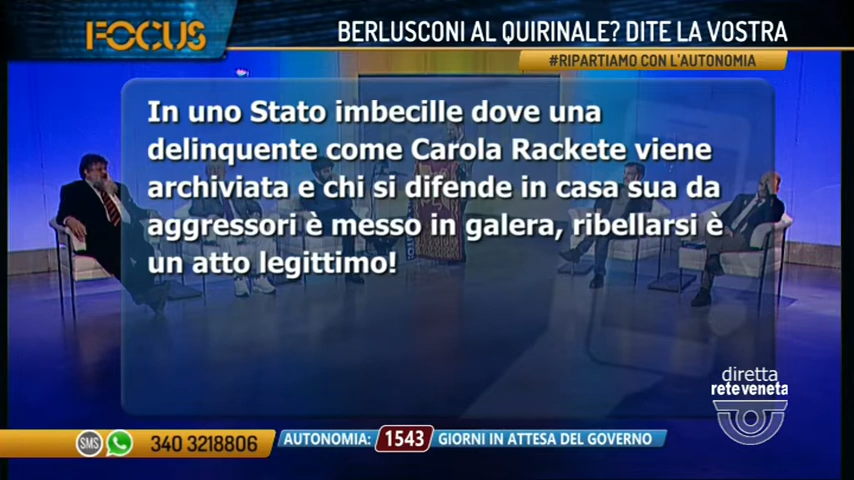 FOCUS
BERLUSCONI AL QUIRINALE? DITE LA VOSTRA
#RIPARTIAMO CON L'AUTONOMIA
In uno Stato imbecille dove una
delinquente come Carola Rackete viene
archiviata e chi si difende in casa sua da
aggressori è messo in galera, ribellarsi è
un atto legittimo!
diretta
reteveneta
SMS 340 3218806
AUTONOMIA: 1543 GIORNI IN ATTESA DEL GOVERNO